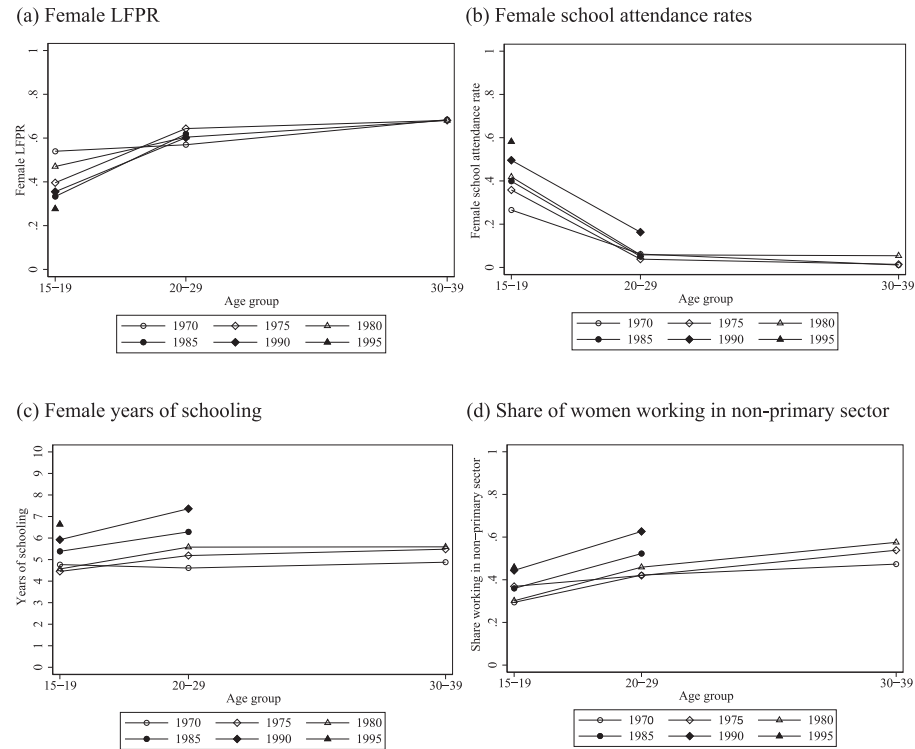 (a) Female LFPR
Female LFPR
0 .2 .4 .6 .8 1
15–19 20–29 30–39
Age group
1970 1975 1980
1985 1990 1995
(b) Female school attendance rates
Female school attendance rate
0 .2 .4 .6 .8 1
15–19 20–29 30–39
Age group
1970 1975 1980
1985 1990 1995
(c) Female years of schooling
Years of schooling
0 1 2 3 4 5 6 7 8 9 10
15–19 20–29 30–39
Age group
1970 1975 1980
1985 1990 1995
(d) Share of women working in non-primary sector
Share working in non−primary sector
0 .2 .4 .6 .8 1
15–19 20–29 30–39
Age group
1970 1975 1980
1985 1990 1995